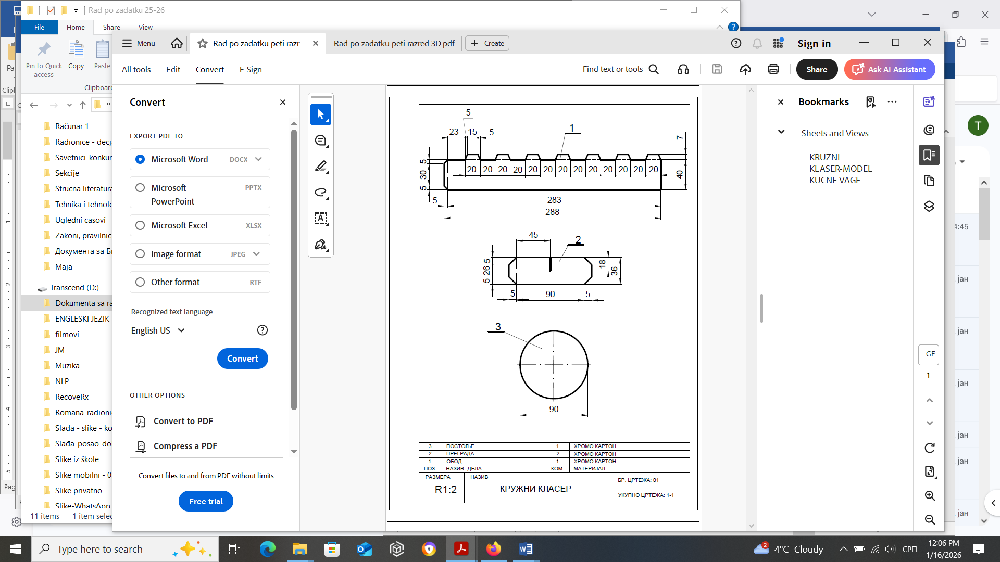 Rad po zadatku 25-26
File
Home
Share
View
Pin to Quick access
Copy
Paste
Clipboard
Računar 1
Radionice - decj
Savetnici-konkur
Sekcije
Strucna literatura
Tehnika i tehnolo
Ugledni casovi
Zakoni, pravilnici
Документа за Би
Maja
Transcend (D:)
Dokumenta sa ra
ENGLESKI JEZIK
filmovi
JM
Muzika
NLP
RecoveRx
Romana-radioni
Slađa - slike - ko
Slađa-posao-dol
Slike iz škole
Slike mobilni - 0
Slike privatno
Slike-WhatsApp
11 items
1 item selec
Menu
Rad po zadatku peti razr...
Rad po zadatku peti razred 3D.pdf
Create
Sign in
All tools
Edit
Convert
E-Sign
Find text or tools
Share
Ask AI Assistant
Convert
EXPORT PDF TO
Microsoft Word DOCX
Microsoft PowerPoint PPTX
Microsoft Excel XLSX
Image format JPEG
Other format RTF
Recognized text language
English US
Convert
OTHER OPTIONS
Convert to PDF
Compress a PDF
Convert files to and from PDF without limits
Free trial
5
23 15 5
1
7
5
30
5
20 20 20 20 20 20 20 20 20 20 20 20 20
40
5
283
288
45
2
5
26
5
18
36
5 90 5
3
90
3. ПОСТОЉЕ 1 ХРОМО КАРТОН
2. ПРЕГРАДА 2 ХРОМО КАРТОН
1. ОБОД 1 ХРОМО КАРТОН
ПОЗ. НАЗИВ ДЕЛА КОМ. МАТЕРИЈАЛ
РАЗМЕРА
R1:2
НАЗИВ
КРУЖНИ КЛАСЕР
БР. ЦРТЕЖА: 01
УКУПНО ЦРТЕЖА: 1-1
Bookmarks
Sheets and Views
KRUZNI
KLASER-MODEL
KUCNE VAGE
...GE
1
T
4:45
јан
јан
јан
јан
јан
јан
Type here to search
2
4°C Cloudy
СРП
12:06 PM
1/16/2026